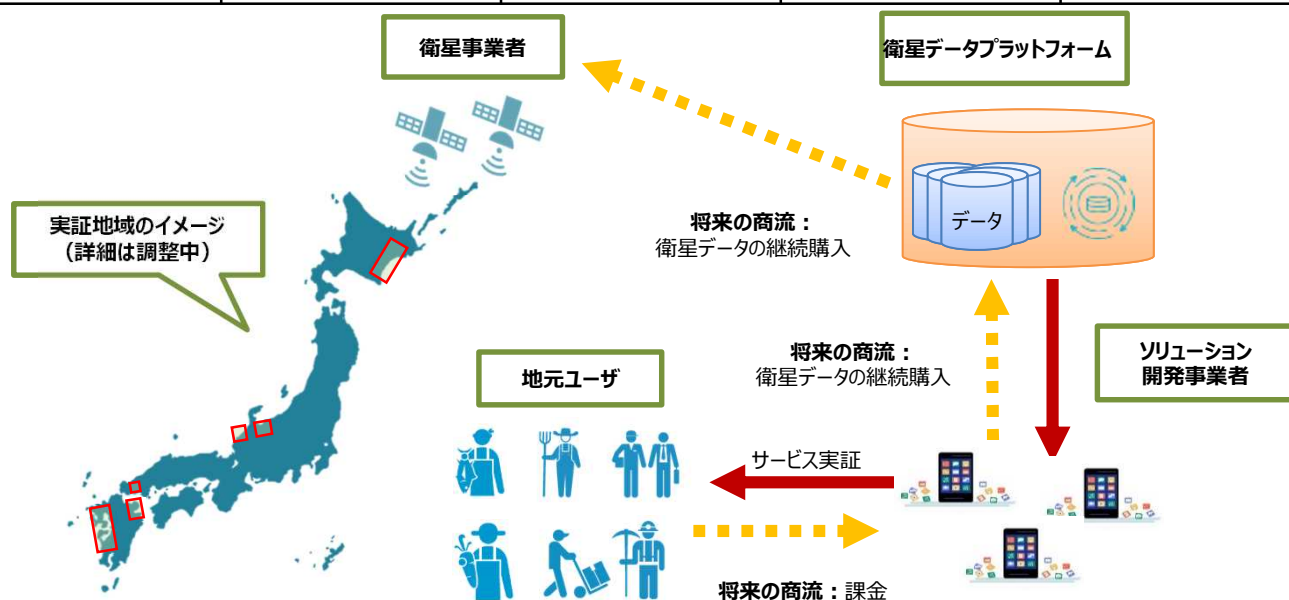 衛星事業者
衛星データプラットフォーム
実証地域のイメージ
（詳細は調整中）
将来の商流：
衛星データの継続購入
データ
将来の商流：
衛星データの継続購入
ソリューション
開発事業者
地元ユーザ
サービス実証
将来の商流：課金